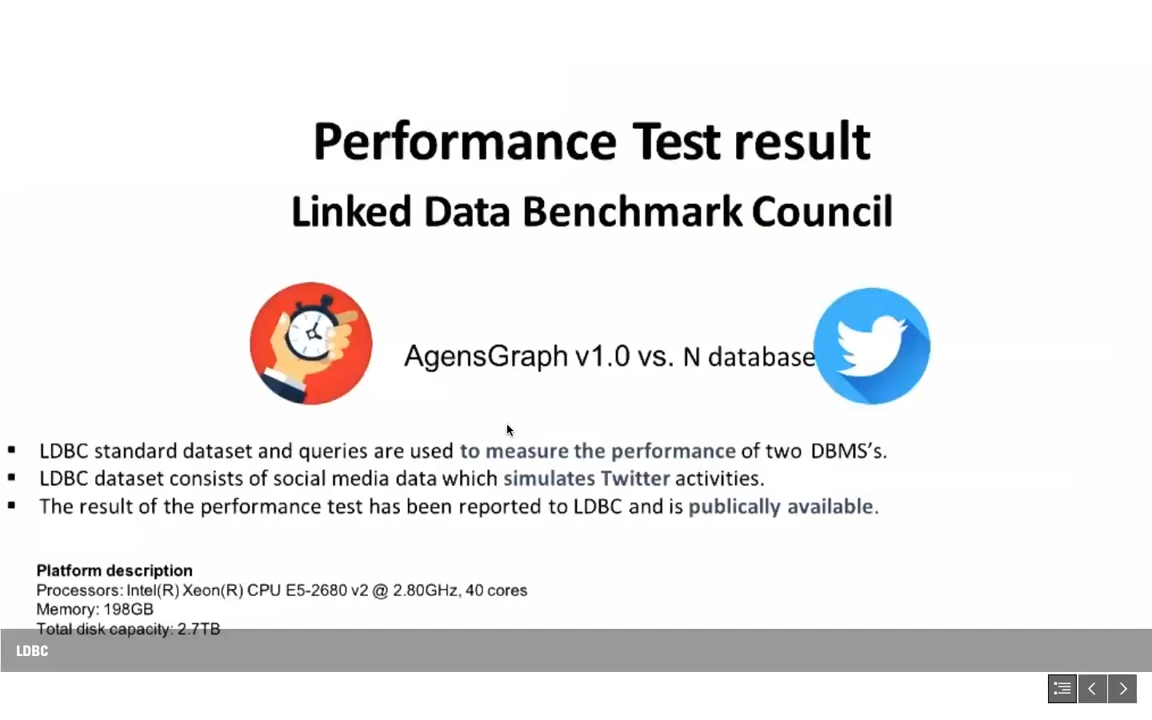 Performance Test result
Linked Data Benchmark Council
AgensGraph v1.0 vs. N database
▪ LDBC standard dataset and queries are used to measure the performance of two DBMS’s.
▪ LDBC dataset consists of social media data which simulates Twitter activities.
▪ The result of the performance test has been reported to LDBC and is publically available.
Platform description
Processors: Intel(R) Xeon(R) CPU E5-2680 v2 @ 2.80GHz, 40 cores
Memory: 198GB
Total disk capacity: 2.7TB
LDBC